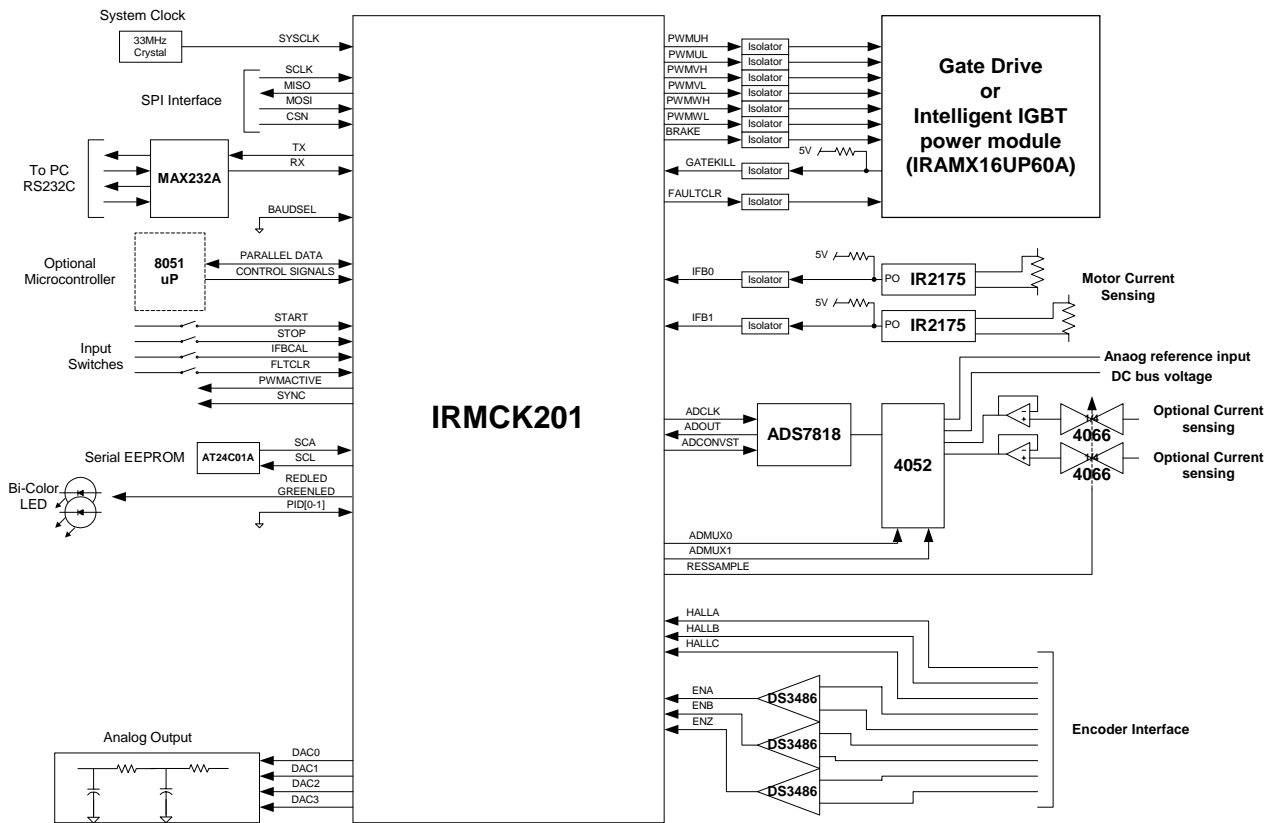 System Clock
33MHz
Crystal
SYSCLK
SCLK
MISO
MOSI
CSN
SPI Interface
TX
RX
To PC
RS232C
MAX232A
BAUDSEL
Optional
Microcontroller
8051
uP
PARALLEL DATA
CONTROL SIGNALS
START
STOP
IFBCAL
FLTCLR
PWMACTIVE
SYNC
Input
Switches
Serial EEPROM
AT24C01A
SCA
SCL
Bi-Color
LED
REDLED
GREENLED
PID[0-1]
Analog Output
DAC0
DAC1
DAC2
DAC3
IRMCK201
PWMUH
PWMUL
PWMVH
PWMVL
PWMWH
PWMWL
BRAKE
GATEKILL
FAULTCLR
Isolator
Isolator
Isolator
Isolator
Isolator
Isolator
Isolator
Isolator
Isolator
5V
Gate Drive
or
Intelligent IGBT
power module
(IRAMX16UP60A)
IFB0
Isolator
5V
PO IR2175
IFB1
Isolator
5V
PO IR2175
Motor Current
Sensing
Anaog reference input
DC bus voltage
ADCLK
ADOUT
ADCONVST
ADS7818
4052
-
+
-
+
1/4
4066
1/4
4066
Optional Current
sensing
Optional Current
sensing
ADMUX0
ADMUX1
RESSAMPLE
HALLA
HALLB
HALLC
ENA
ENB
ENZ
DS3486
DS3486
DS3486
Encoder Interface